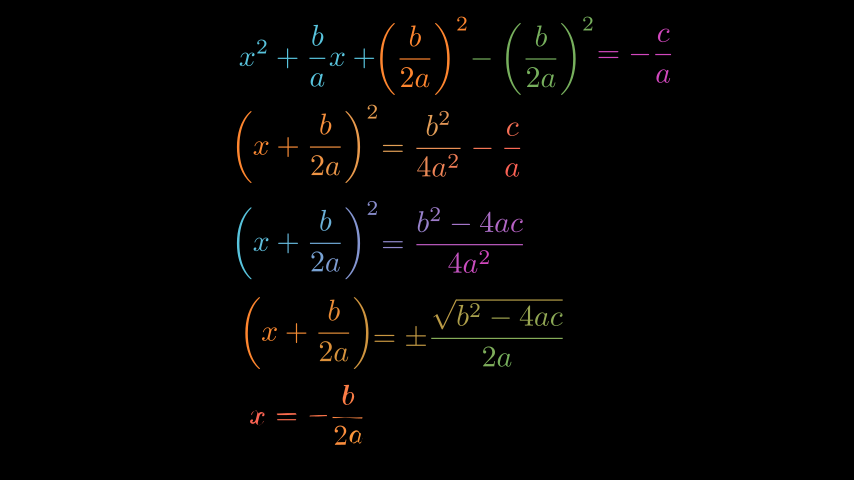 x² + b/a x + (b/2a)² − (b/2a)² = − c/a
(x + b/2a)² = b²/4a² − c/a
(x + b/2a)² = b² − 4ac/4a²
(x + b/2a) = ± √(b² − 4ac)/2a
x = − b/2a